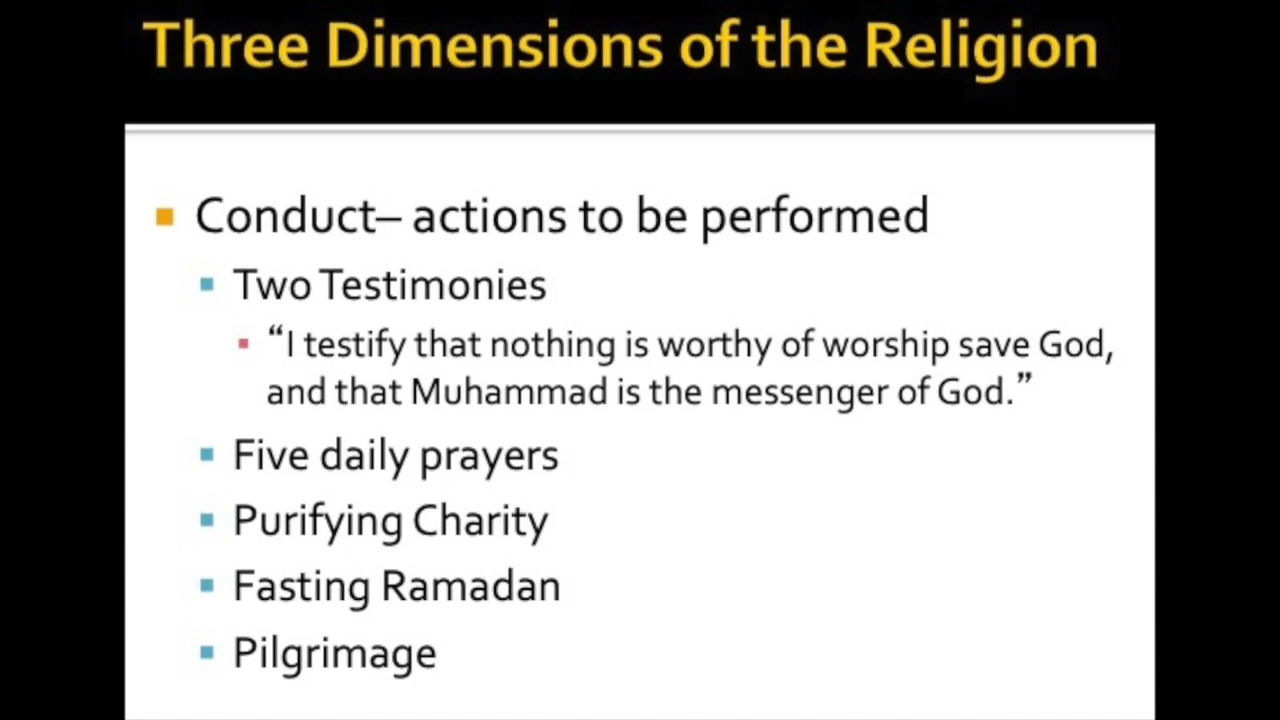 Three Dimensions of the Religion
Conduct– actions to be performed
Two Testimonies
“I testify that nothing is worthy of worship save God,
and that Muhammad is the messenger of God.”
Five daily prayers
Purifying Charity
Fasting Ramadan
Pilgrimage